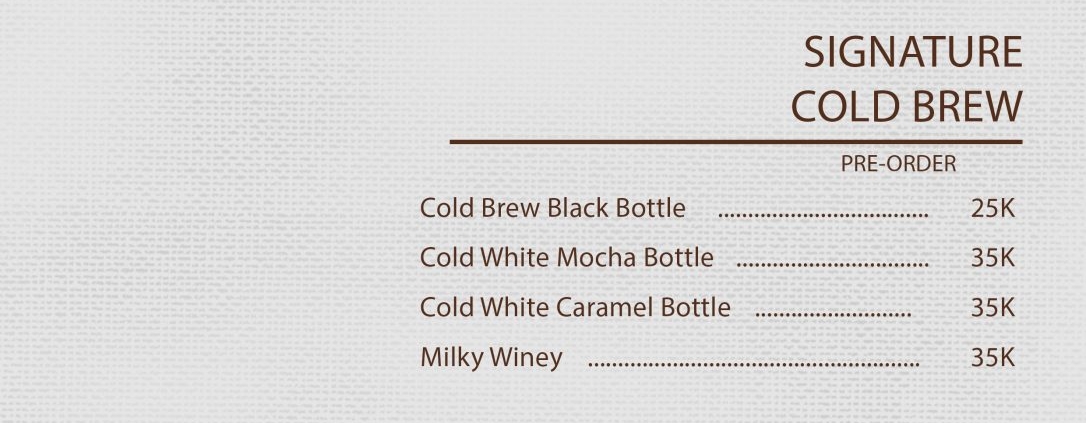 SIGNATURE
COLD BREW
PRE-ORDER
Cold Brew Black Bottle ................................... 25K
Cold White Mocha Bottle ................................ 35K
Cold White Caramel Bottle .......................... 35K
Milky Winey ....................................................... 35K